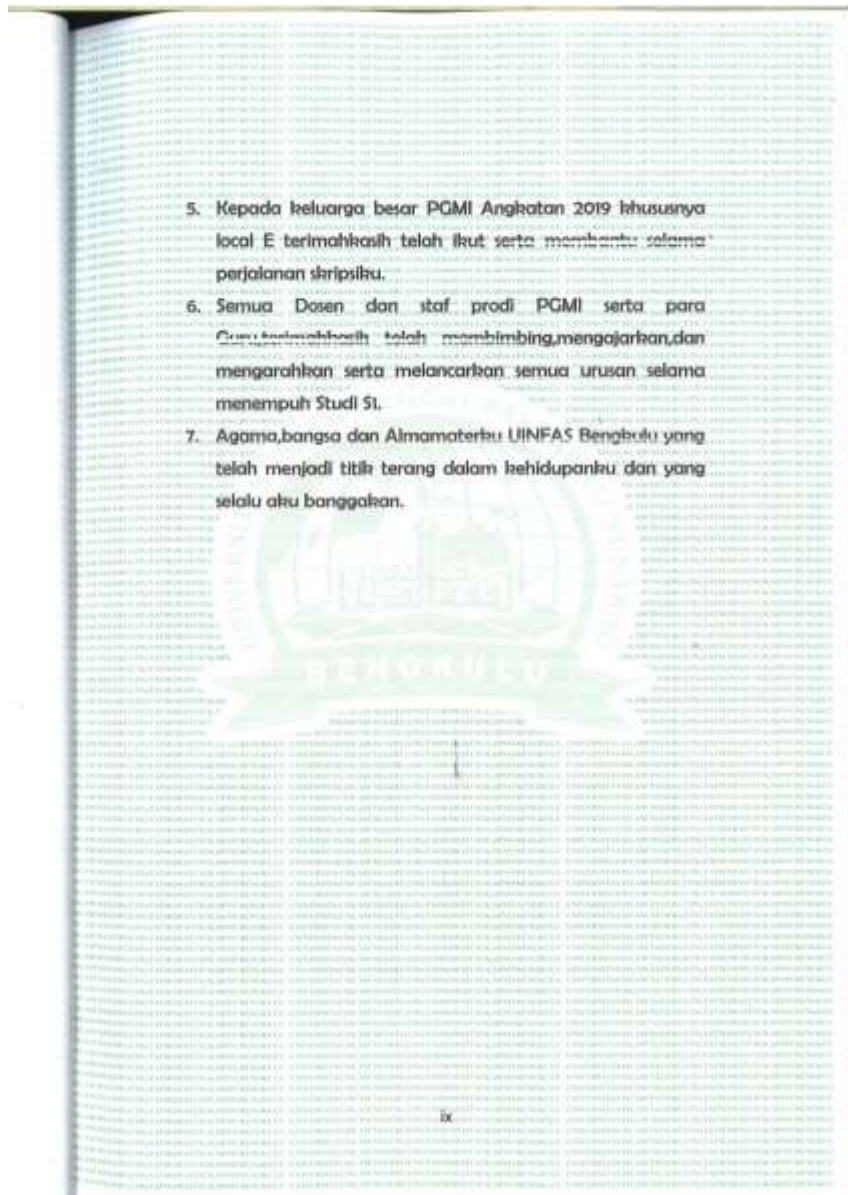 5. Kepada keluarga besar PGMI Angkatan 2019 khususnya
local E terimahkasih telah ikut serta membantu selama
perjalanan skripsiku.
6. Semua Dosen dan staf prodi PGMI serta para
Guru,terimahkasih telah membimbing,mengajarkan,dan
mengarahkan serta melancarkan semua urusan selama
menempuh Studi S1.
7. Agama,bangsa dan Almamaterku UINFAS Bengkulu yang
telah menjadi titik terang dalam kehidupanku dan yang
selalu aku banggakan.
BENGKULU
ix